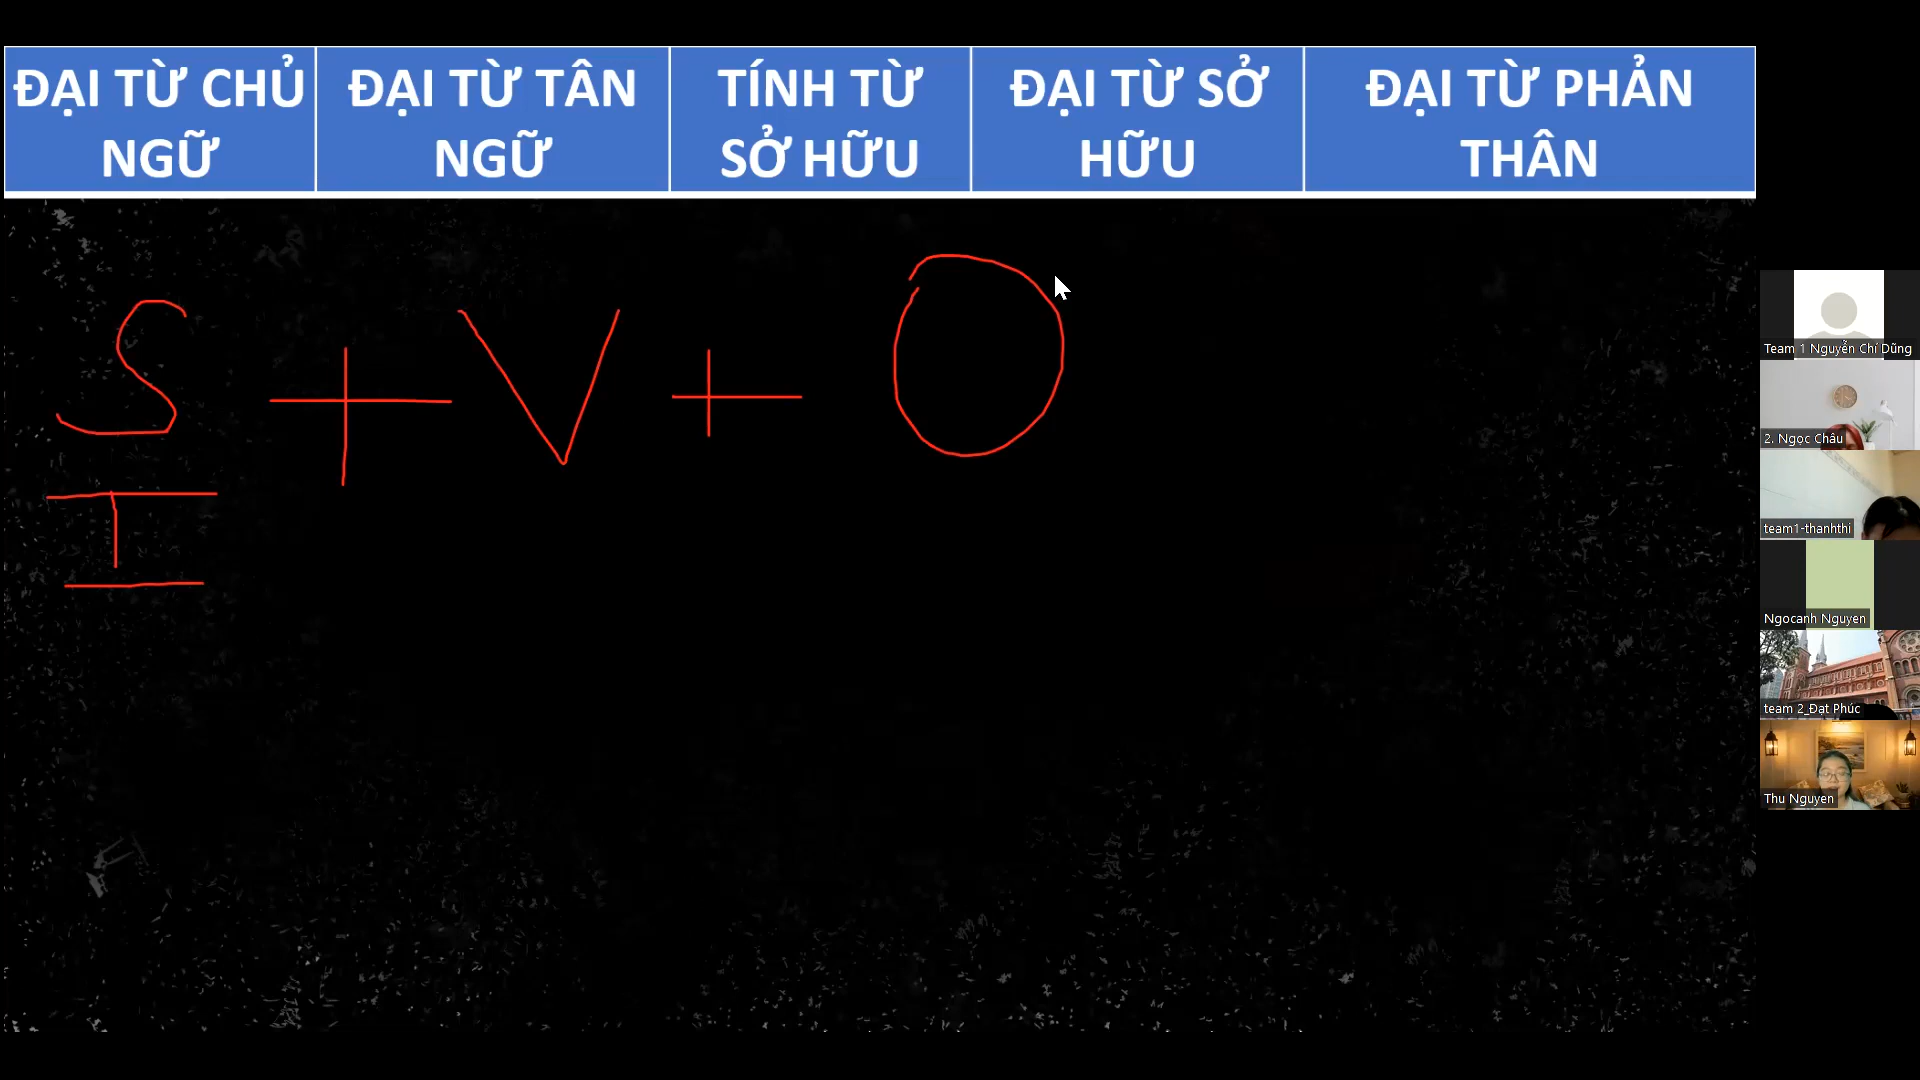 ĐẠI TỪ CHỦ
NGỮ
ĐẠI TỪ TÂN
NGỮ
TÍNH TỪ
SỞ HỮU
ĐẠI TỪ SỞ
HỮU
ĐẠI TỪ PHẢN
THÂN
S + V + O
I
Team 1 Nguyễn Chí Dũng
2. Ngọc Châu
team1-thanhthi
Ngocanh Nguyen
team 2_Đạt Phúc
Thu Nguyen